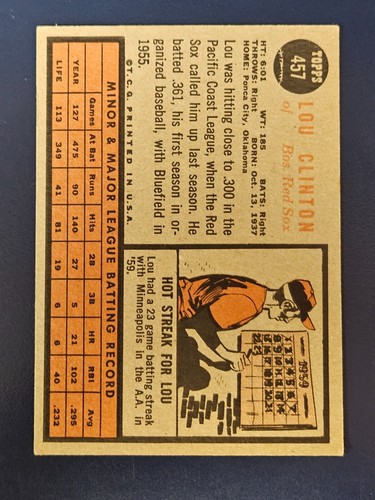 TOPPS
457
LOU CLINTON
of Bos. Red Sox
HT: 6:01 WT: 185 BATS: Right
THROWS: Right BORN: Oct. 13, 1937
HOME: Ponca City, Oklahoma
Lou was hitting close to .300 in the
Pacific Coast League, when the Red
Sox called him up last season. He
batted .361, his first season in or-
ganized baseball, with Bluefield in
1955.
©T.C.G. PRINTED IN U.S.A.
1959
HOT STREAK FOR LOU
Lou had a 23 game batting streak
with Minneapolis in the A.A. in
'59.
MINOR & MAJOR LEAGUE BATTING RECORD
Games At Bat Runs Hits 2B 3B HR RBI Avg
YEAR 127 475 90 140 27 5 21 102 .295
LIFE 113 349 41 81 19 6 6 40 .232